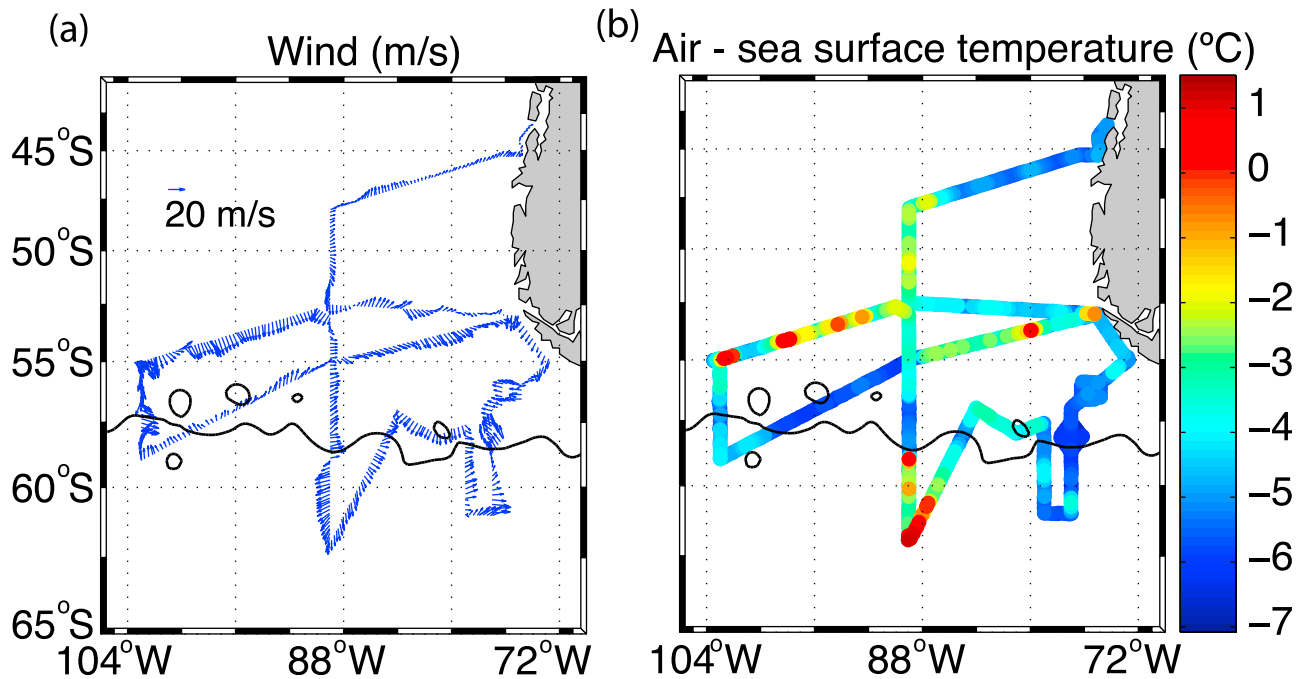 (a)
Wind (m/s)
45°S
50°S
55°S
60°S
65°S
20 m/s
104°W
88°W
72°W
(b)
Air - sea surface temperature (ºC)
104°W
88°W
72°W
1
0
−1
−2
−3
−4
−5
−6
−7